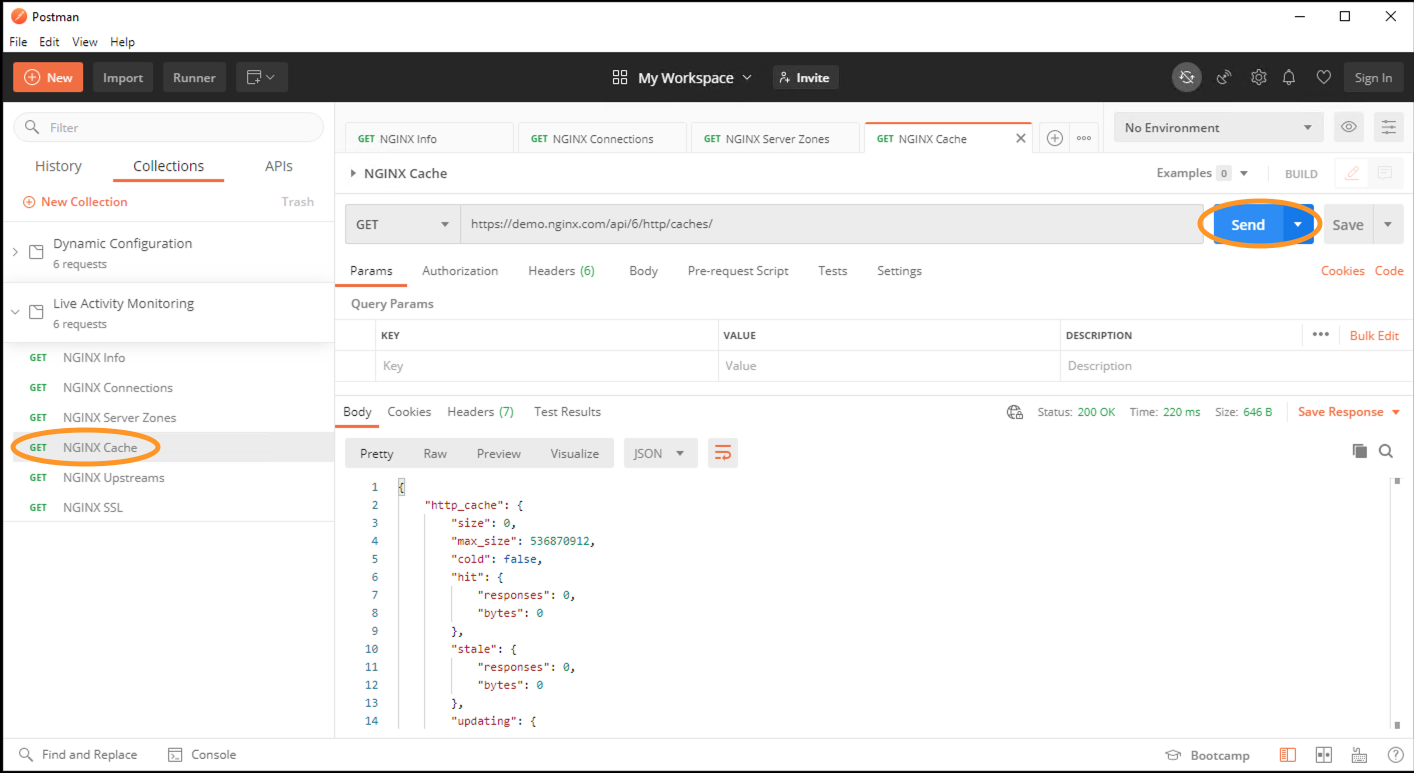 Postman
File Edit View Help
New Import Runner My Workspace Invite Sign In
Filter
History Collections APIs
New Collection Trash
Dynamic Configuration
6 requests
Live Activity Monitoring
6 requests
GET NGINX Info
GET NGINX Connections
GET NGINX Server Zones
GET NGINX Cache
GET NGINX Upstreams
GET NGINX SSL
GET NGINX Info GET NGINX Connections GET NGINX Server Zones GET NGINX Cache No Environment
NGINX Cache Examples 0 BUILD
GET https://demo.nginx.com/api/6/http/caches/ Send Save
Params Authorization Headers (6) Body Pre-request Script Tests Settings Cookies Code
Query Params
KEY VALUE DESCRIPTION Bulk Edit
Key Value Description
Body Cookies Headers (7) Test Results Status: 200 OK Time: 220 ms Size: 646 B Save Response
Pretty Raw Preview Visualize JSON
1 {
2 "http_cache": {
3 "size": 0,
4 "max_size": 536870912,
5 "cold": false,
6 "hit": {
7 "responses": 0,
8 "bytes": 0
9 },
10 "stale": {
11 "responses": 0,
12 "bytes": 0
13 },
14 "updating": {
Find and Replace Console Bootcamp